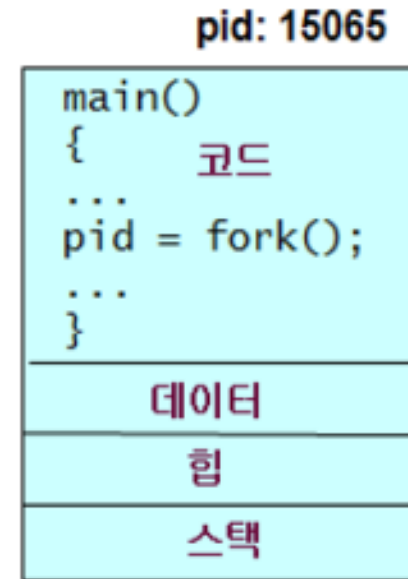 pid: 15065
main()
{ 코드
...
pid = fork();
...
}
데이터
힙
스택